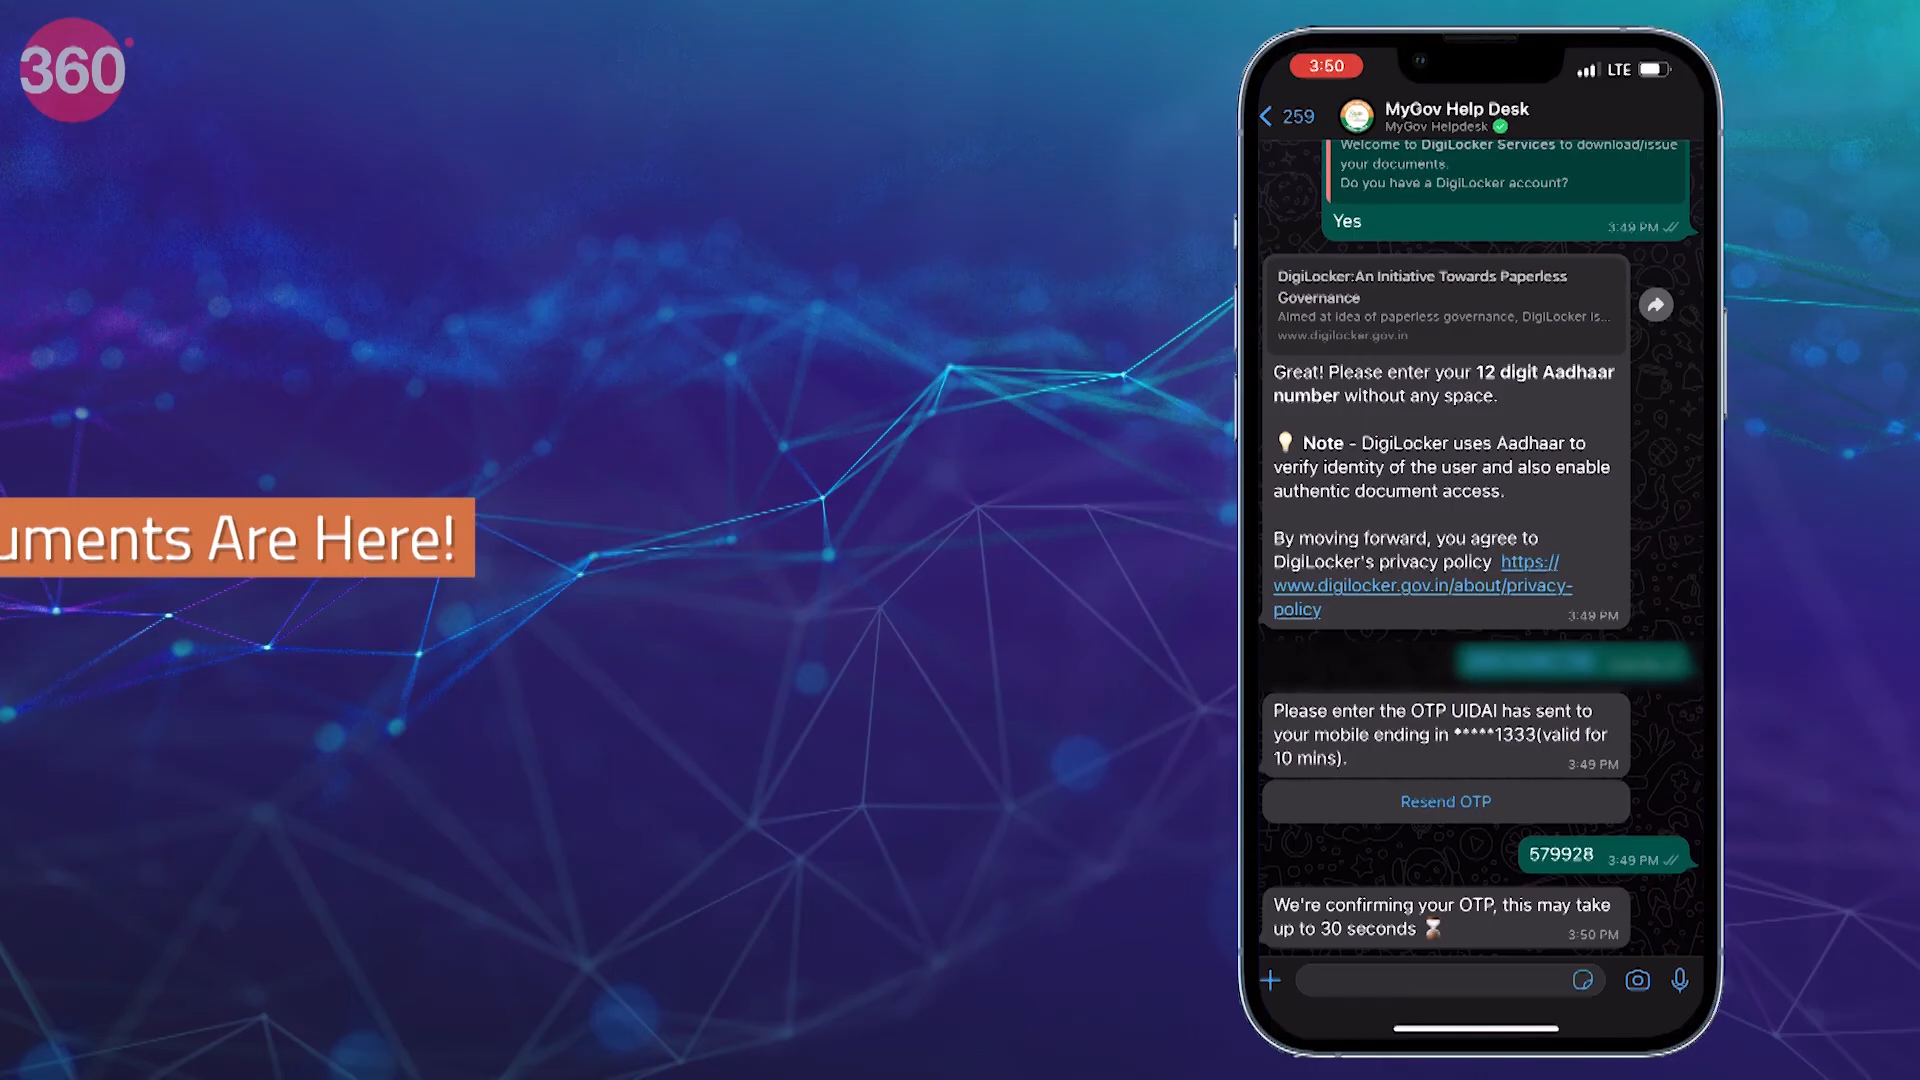 360
uments Are Here!
3:50
LTE
259
MyGov Help Desk
MyGov Helpdesk
Welcome to DigiLocker Services to download/issue
your documents.
Do you have a DigiLocker account?
Yes
3:49 PM
DigiLocker:An Initiative Towards Paperless
Governance
Aimed at idea of paperless governance, DigiLocker is...
www.digilocker.gov.in
Great! Please enter your 12 digit Aadhaar
number without any space.
Note - DigiLocker uses Aadhaar to
verify identity of the user and also enable
authentic document access.
By moving forward, you agree to
DigiLocker's privacy policy https://
www.digilocker.gov.in/about/privacy-
policy
3:49 PM
Please enter the OTP UIDAI has sent to
your mobile ending in *****1333(valid for
10 mins).
3:49 PM
Resend OTP
579928
3:49 PM
We're confirming your OTP, this may take
up to 30 seconds
3:50 PM